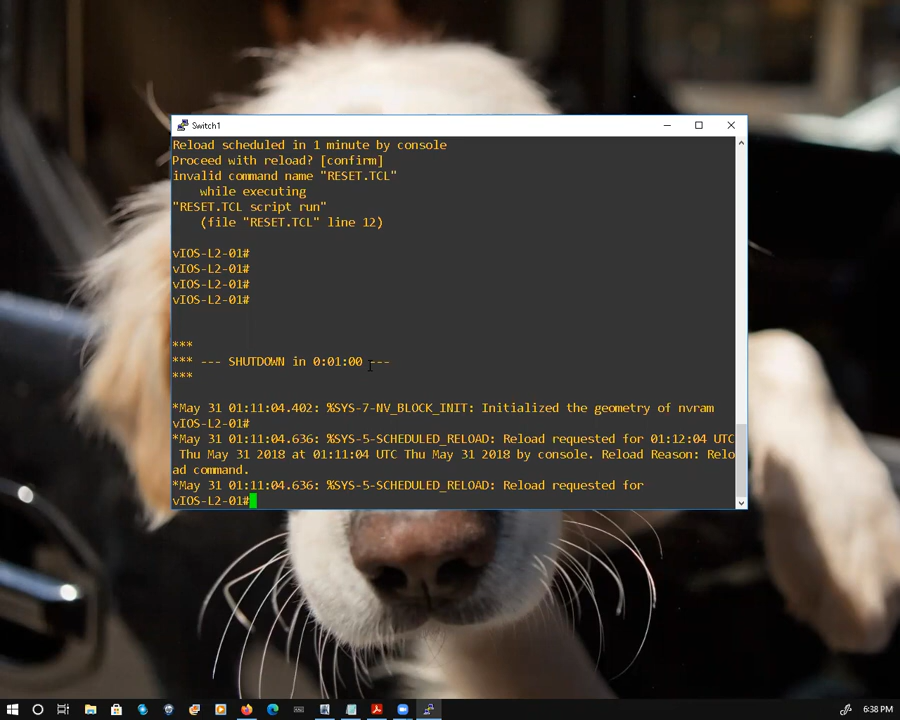 Switch1
Reload scheduled in 1 minute by console
Proceed with reload? [confirm]
invalid command name "RESET.TCL"
while executing
"RESET.TCL script run"
(file "RESET.TCL" line 12)
vIOS-L2-01#
vIOS-L2-01#
vIOS-L2-01#
vIOS-L2-01#
***
*** --- SHUTDOWN in 0:01:00 ---
***
*May 31 01:11:04.402: %SYS-7-NV_BLOCK_INIT: Initialized the geometry of nvram
vIOS-L2-01#
*May 31 01:11:04.636: %SYS-5-SCHEDULED_RELOAD: Reload requested for 01:12:04 UTC
Thu May 31 2018 at 01:11:04 UTC Thu May 31 2018 by console. Reload Reason: Relo
ad command.
*May 31 01:11:04.636: %SYS-5-SCHEDULED_RELOAD: Reload requested for
vIOS-L2-01#
6:38 PM